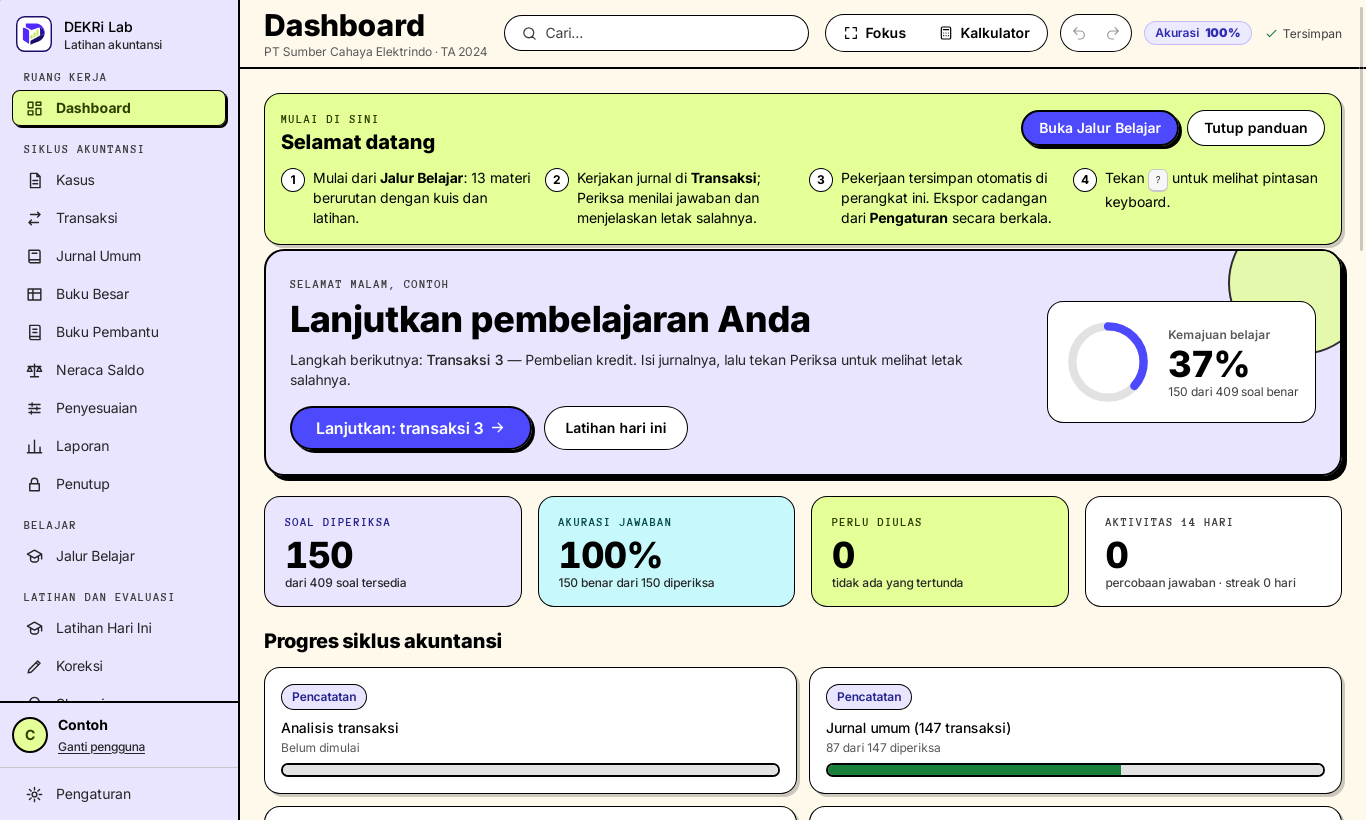 DEKRi Lab
Latihan akuntansi
RUANG KERJA
Dashboard
SIKLUS AKUNTANSI
Kasus
Transaksi
Jurnal Umum
Buku Besar
Buku Pembantu
Neraca Saldo
Penyesuaian
Laporan
Penutup
BELAJAR
Jalur Belajar
LATIHAN DAN EVALUASI
Latihan Hari Ini
Koreksi
C
Contoh
Ganti pengguna
Pengaturan
Dashboard
PT Sumber Cahaya Elektrindo · TA 2024
Cari...
Fokus
Kalkulator
Akurasi 100%
Tersimpan
MULAI DI SINI
Selamat datang
Buka Jalur Belajar
Tutup panduan
1
Mulai dari Jalur Belajar: 13 materi
berurutan dengan kuis dan
latihan.
2
Kerjakan jurnal di Transaksi;
Periksa menilai jawaban dan
menjelaskan letak salahnya.
3
Pekerjaan tersimpan otomatis di
perangkat ini. Ekspor cadangan
dari Pengaturan secara berkala.
4
Tekan ? untuk melihat pintasan
keyboard.
SELAMAT MALAM, CONTOH
Lanjutkan pembelajaran Anda
Langkah berikutnya: Transaksi 3 — Pembelian kredit. Isi jurnalnya, lalu tekan Periksa untuk melihat letak
salahnya.
Lanjutkan: transaksi 3 →
Latihan hari ini
Kemajuan belajar
37%
150 dari 409 soal benar
SOAL DIPERIKSA
150
dari 409 soal tersedia
AKURASI JAWABAN
100%
150 benar dari 150 diperiksa
PERLU DIULAS
0
tidak ada yang tertunda
AKTIVITAS 14 HARI
0
percobaan jawaban · streak 0 hari
Progres siklus akuntansi
Pencatatan
Analisis transaksi
Belum dimulai
Pencatatan
Jurnal umum (147 transaksi)
87 dari 147 diperiksa